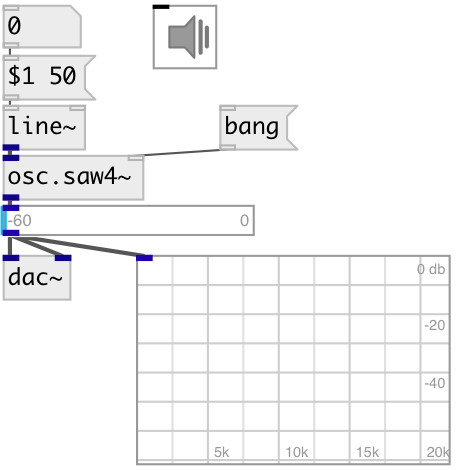 0
$1 50
line~
bang
osc.saw4~
-60 0
dac~
0 db
-20
-40
5k 10k 15k 20k